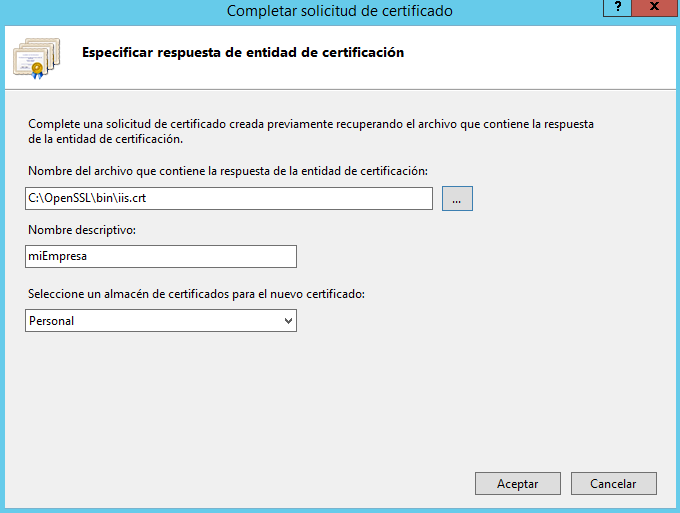 Completar solicitud de certificado
?
X
Especificar respuesta de entidad de certificación
Complete una solicitud de certificado creada previamente recuperando el archivo que contiene la respuesta
de la entidad de certificación.
Nombre del archivo que contiene la respuesta de la entidad de certificación:
C:\OpenSSL\bin\iis.crt
...
Nombre descriptivo:
miEmpresa
Seleccione un almacén de certificados para el nuevo certificado:
Personal
Aceptar
Cancelar